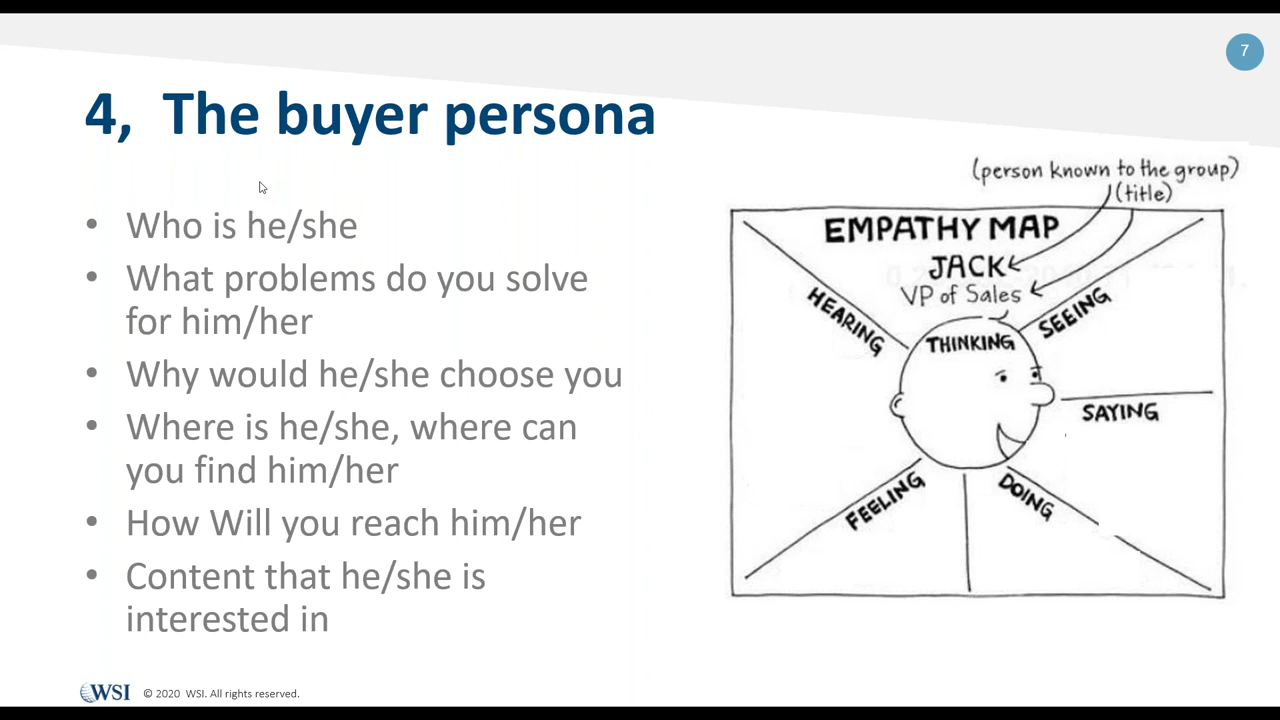 7
4, The buyer persona
• Who is he/she
• What problems do you solve
for him/her
• Why would he/she choose you
• Where is he/she, where can
you find him/her
• How Will you reach him/her
• Content that he/she is
interested in
(person known to the group)
(title)
EMPATHY MAP
JACK
VP of Sales
HEARING
THINKING
SEEING
SAYING
FEELING
DOING
WSI © 2020 WSI. All rights reserved.